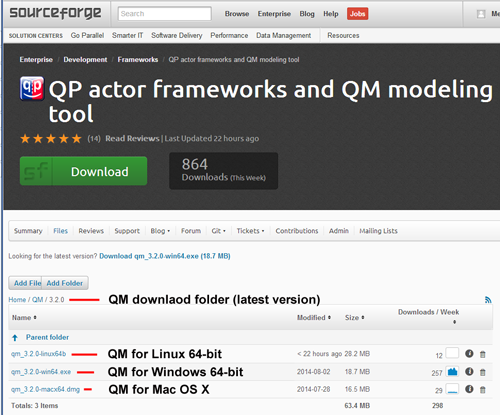 sourceforge
Search
Browse Enterprise Blog Help Jobs
Me
SOLUTION CENTERS Go Parallel Smarter IT Software Delivery Performance Data Management Resources
Enterprise / Development / Frameworks / QP actor frameworks and QM modeling tool
qp
QP actor frameworks and QM modeling
tool
(14) Read Reviews | Last Updated 22 hours ago
sf Download
864
Downloads (This Week)
Summary Files Reviews Support Blog Forum Git Tickets Contributions Admin Mailing Lists
Looking for the latest version? Download qm_3.2.0-win64.exe (18.7 MB)
Add File Add Folder
Home / QM / 3.2.0 QM downlaod folder (latest version)
Name Modified Size Downloads / Week
Parent folder
qm_3.2.0-linux64b QM for Linux 64-bit < 22 hours ago 28.2 MB 12
qm_3.2.0-win64.exe QM for Windows 64-bit 2014-08-02 18.7 MB 257
qm_3.2.0-macx64.dmg QM for Mac OS X 2014-07-28 16.5 MB 29
Totals: 3 Items 63.4 MB 298